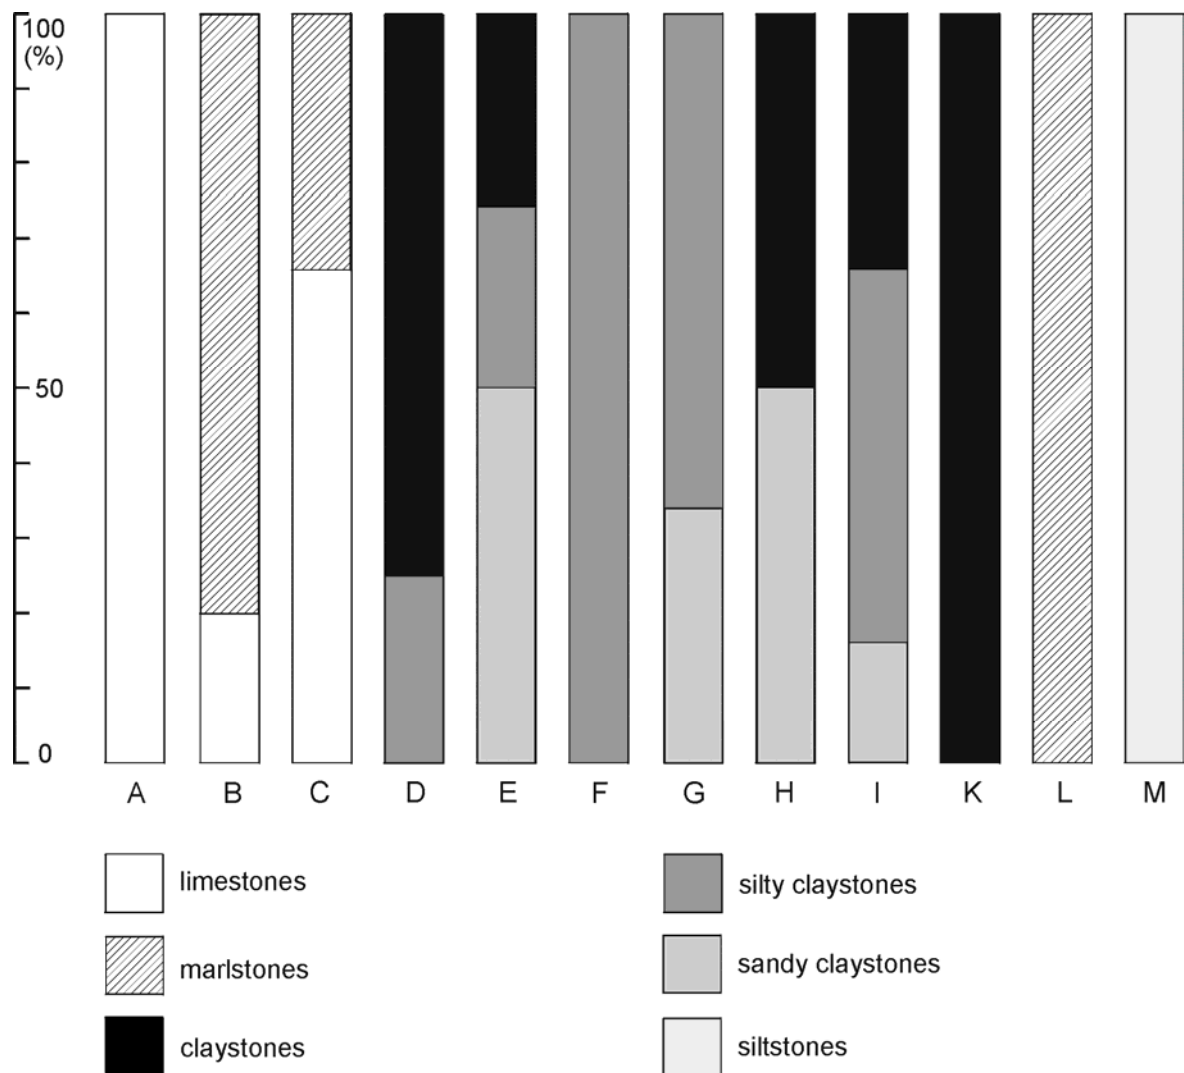 100
(%)
50
0
A B C D E F G H I K L M
limestones
silty claystones
marlstones
sandy claystones
claystones
siltstones